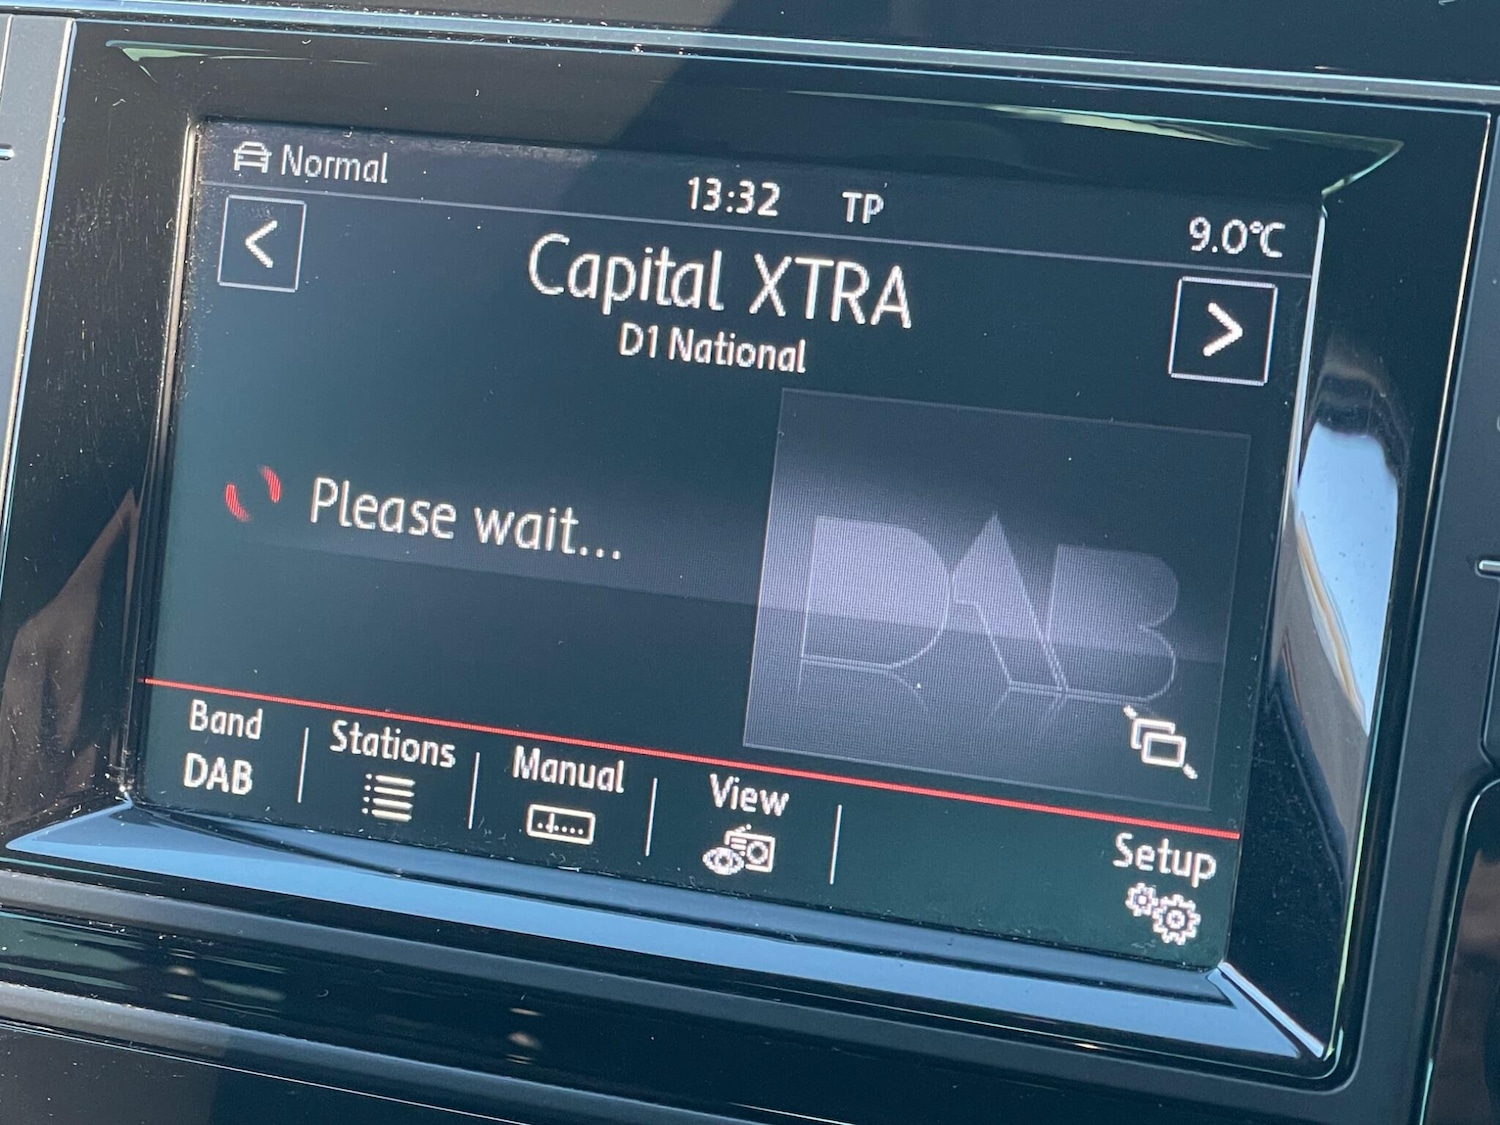 Normal
13:32 TP
9.0°C
<
Capital XTRA
>
D1 National
Please wait...
DAB
Band
DAB
Stations
Manual
View
Setup